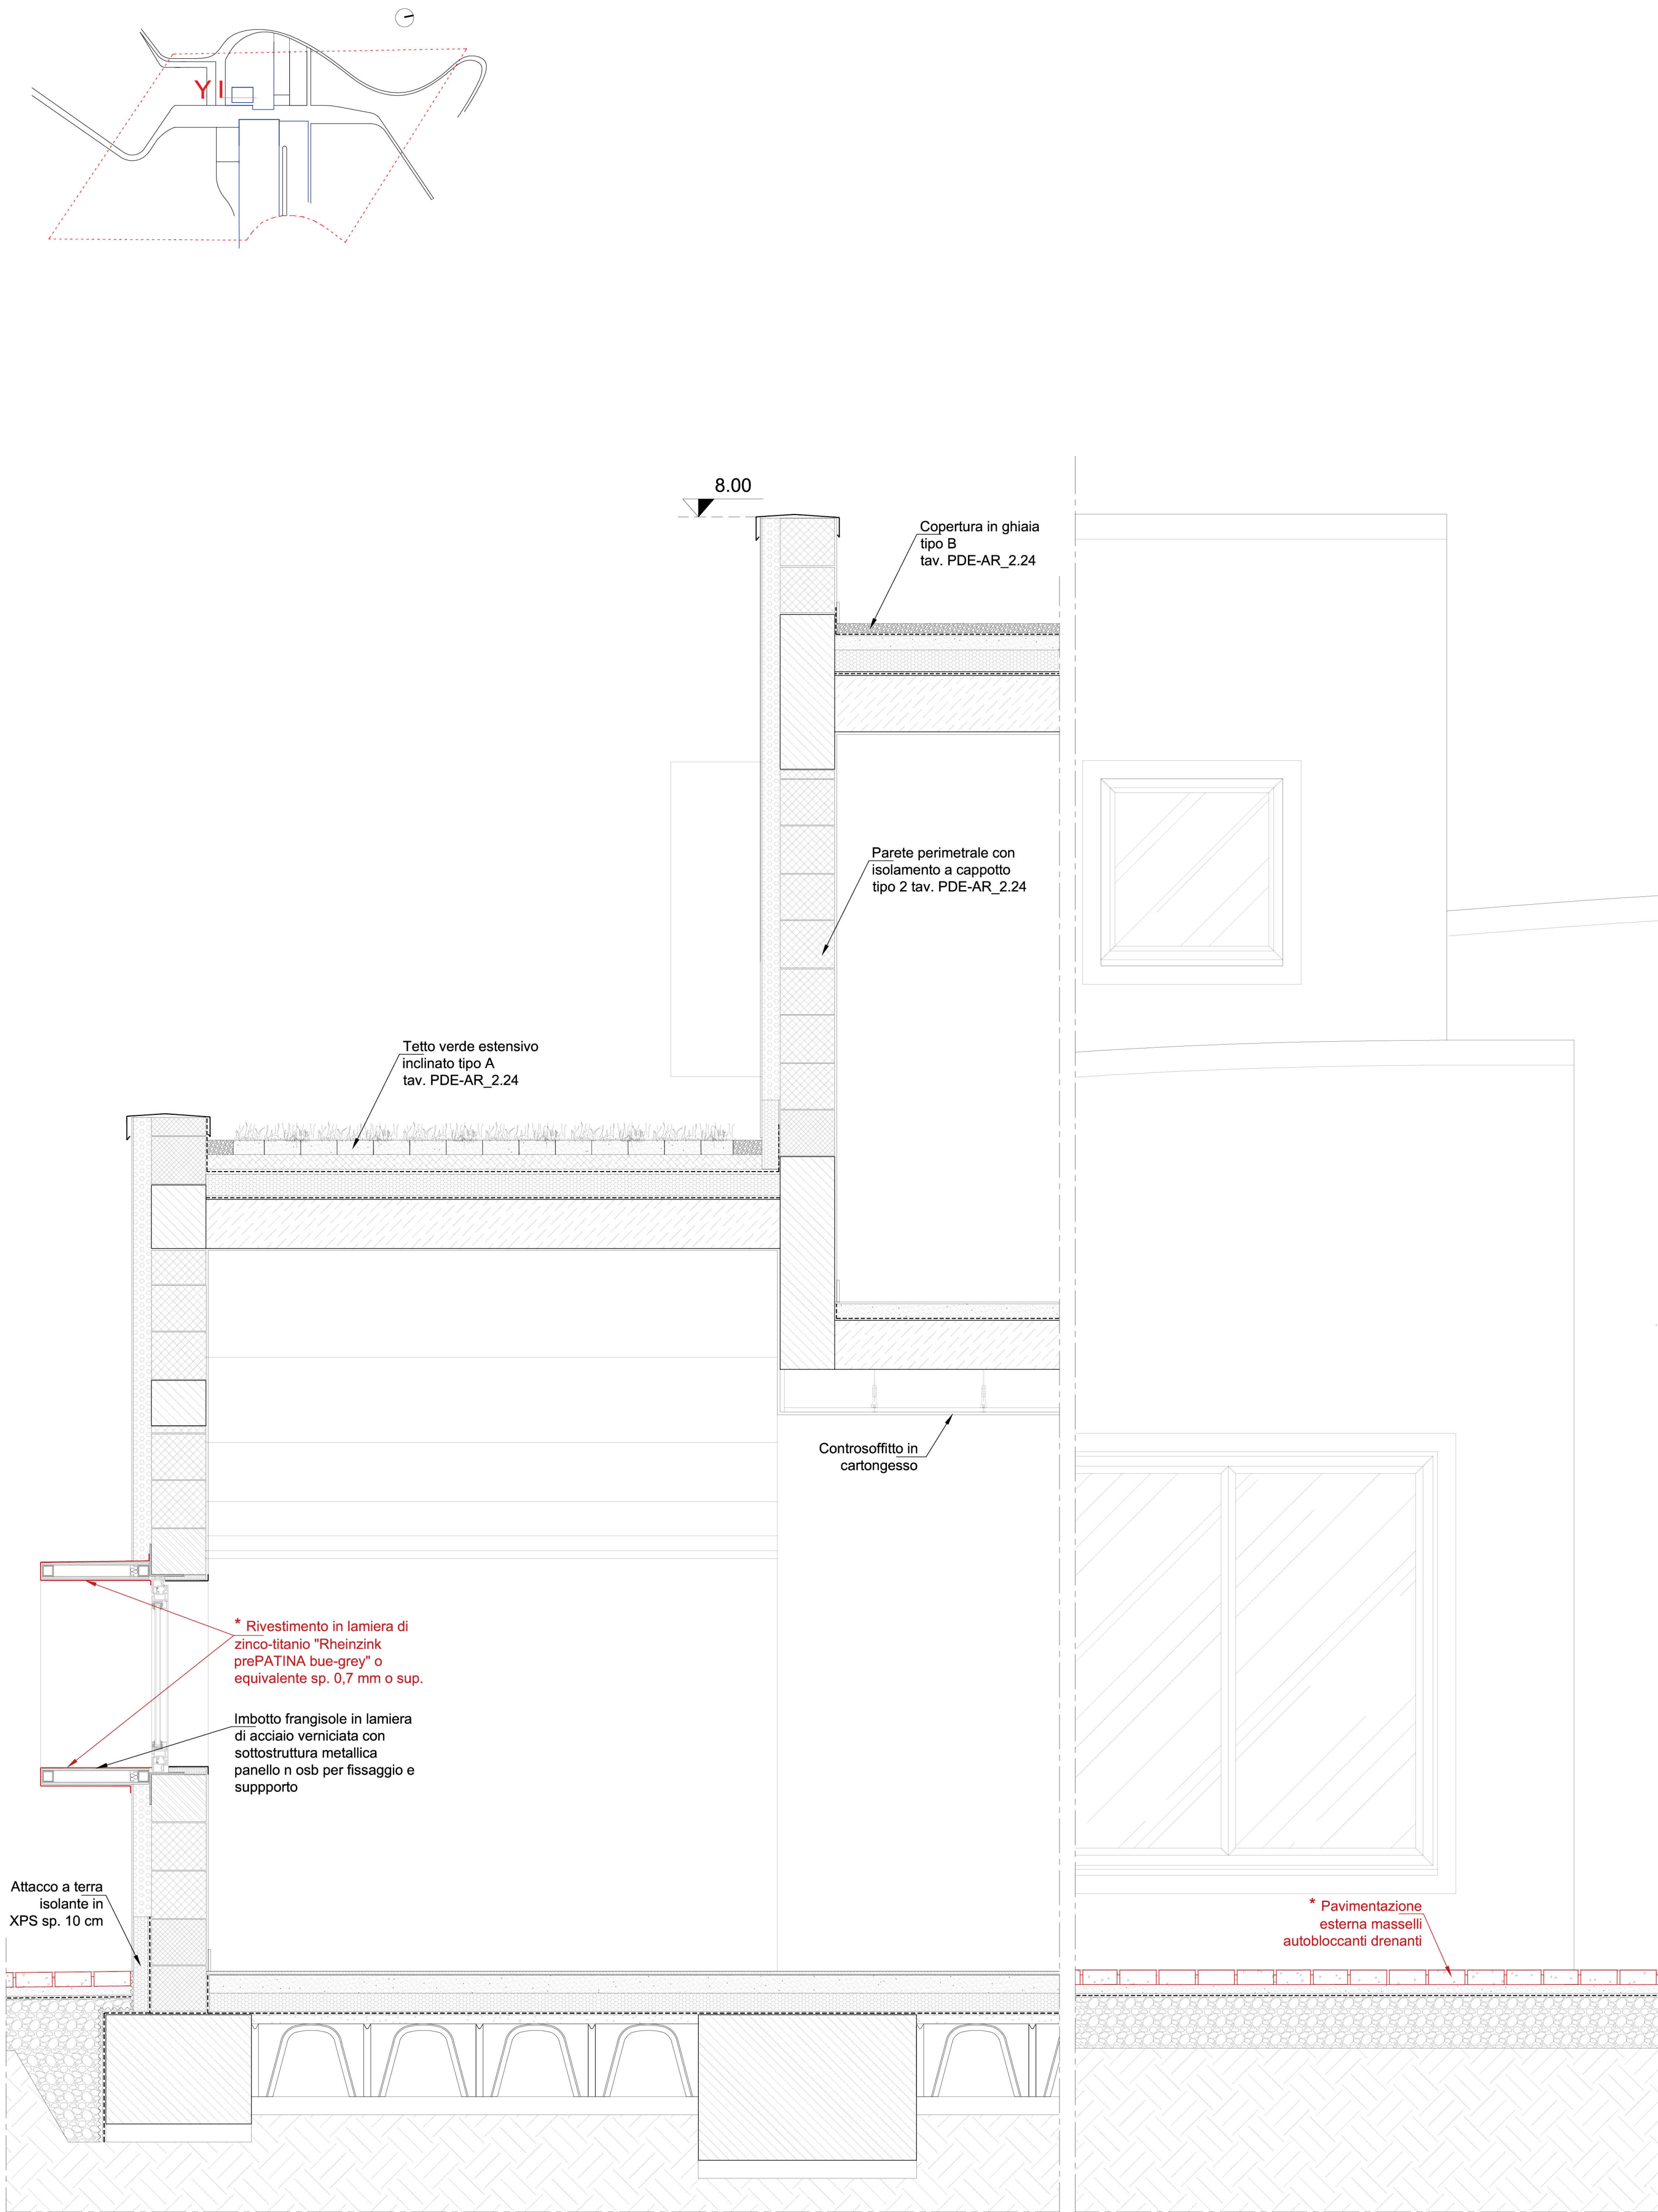 Y I
8.00
Copertura in ghiaia
tipo B
tav. PDE-AR_2.24
Parete perimetrale con
isolamento a cappotto
tipo 2 tav. PDE-AR_2.24
Tetto verde estensivo
inclinato tipo A
tav. PDE-AR_2.24
Controsoffitto in
cartongesso
* Rivestimento in lamiera di
zinco-titanio "Rheinzink
prePATINA bue-grey" o
equivalente sp. 0,7 mm o sup.
Imbotto frangisole in lamiera
di acciaio verniciata con
sottostruttura metallica
panello n osb per fissaggio e
suppporto
Attacco a terra
isolante in
XPS sp. 10 cm
* Pavimentazione
esterna masselli
autobloccanti drenanti